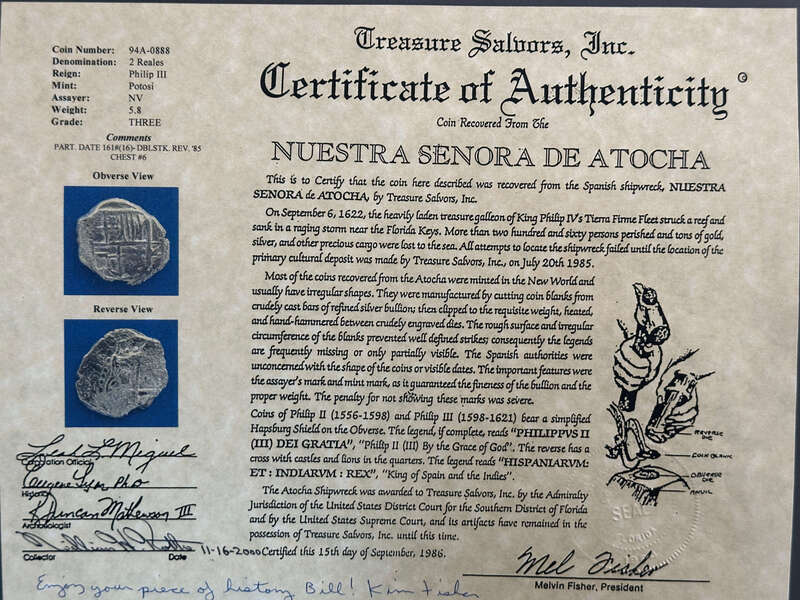 Coin Number: 94A-0888
Denomination: 2 Reales
Reign: Philip III
Mint: Potosi
Assayer: NV
Weight: 5.8
Grade: THREE
Comments
PART. DATE 161#(16)- DBLSTK. REV. '85
CHEST #6
Obverse View
Reverse View
Treasure Salvors, Inc.
Certificate of Authenticity
Coin Recovered From The
NUESTRA SENORA DE ATOCHA
This is to Certify that the coin here described was recovered from the Spanish shipwreck, NUESTRA
SENORA de ATOCHA, by Treasure Salvors, Inc.
On September 6, 1622, the heavily laden treasure galleon of King Philip IV's Tierra Firme Fleet struck a reef and
sank in a raging storm near the Florida Keys. More than two hundred and sixty persons perished and tons of gold,
silver, and other precious cargo were lost to the sea. All attempts to locate the shipwreck failed until the location of the
primary cultural deposit was made by Treasure Salvors, Inc., on July 20th 1985.
Most of the coins recovered from the Atocha were minted in the New World and
usually have irregular shapes. They were manufactured by cutting coin blanks from
crudely cast bars of refined silver bullion; then clipped to the requisite weight, heated,
and hand-hammered between crudely engraved dies. The rough surface and irregular
circumference of the blanks prevented well defined strikes; consequently the legends
are frequently missing or only partially visible. The Spanish authorities were
unconcerned with the shape of the coins or visible dates. The important features were
the assayer's mark and mint mark, as it guaranteed the fineness of the bullion and the
proper weight. The penalty for not showing these marks was severe.
Coins of Philip II (1556-1598) and Philip III (1598-1621) bear a simplified
Hapsburg Shield on the Obverse. The legend, if complete, reads "PHILIPPVS II
(III) DEI GRATIA", "Philip II (III) By the Grace of God". The reverse has a
cross with castles and lions in the quarters. The legend reads "HISPANIARVM:
ET : INDIARVM : REX", "King of Spain and the Indies".
The Atocha Shipwreck was awarded to Treasure Salvors, Inc. by the Admiralty
Jurisdiction of the United States District Court for the Southern District of Florida
and by the United States Supreme Court, and its artifacts have remained in the
possession of Treasure Salvors, Inc. until this time.
Certified this 15th day of September, 1986.
REVERSE
DIE
COIN BLANK
OBVERSE
DIE
ANVIL
SEAL
Corporation Official
Eugene Lyon PhD
Historian
R Duncan Mathewson III
Archaeologist
11-16-2000
Collector Date
Mel Fisher
Melvin Fisher, President
Enjoy your piece of history Bill! Kim Fisher